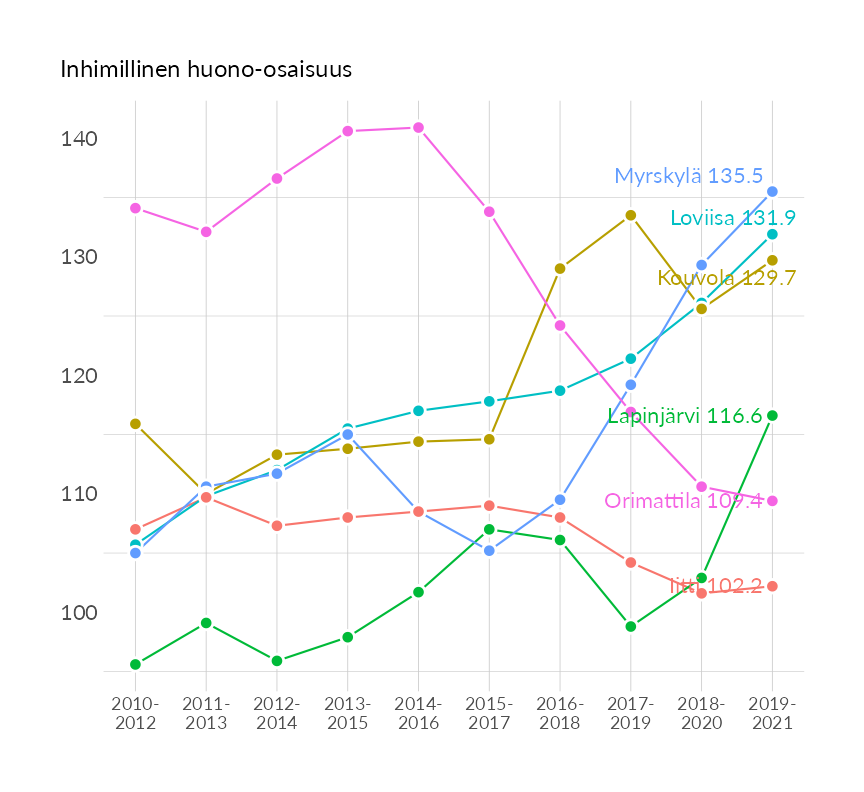 Inhimillinen huono-osaisuus
140
130
120
110
100
Myrskylä 135.5
Loviisa 131.9
Kouvola 129.7
Lapinjärvi 116.6
Orimattila 109.4
Iitti 102.2
2010- 2011- 2012- 2013- 2014- 2015- 2016- 2017- 2018- 2019-
2012 2013 2014 2015 2016 2017 2018 2019 2020 2021